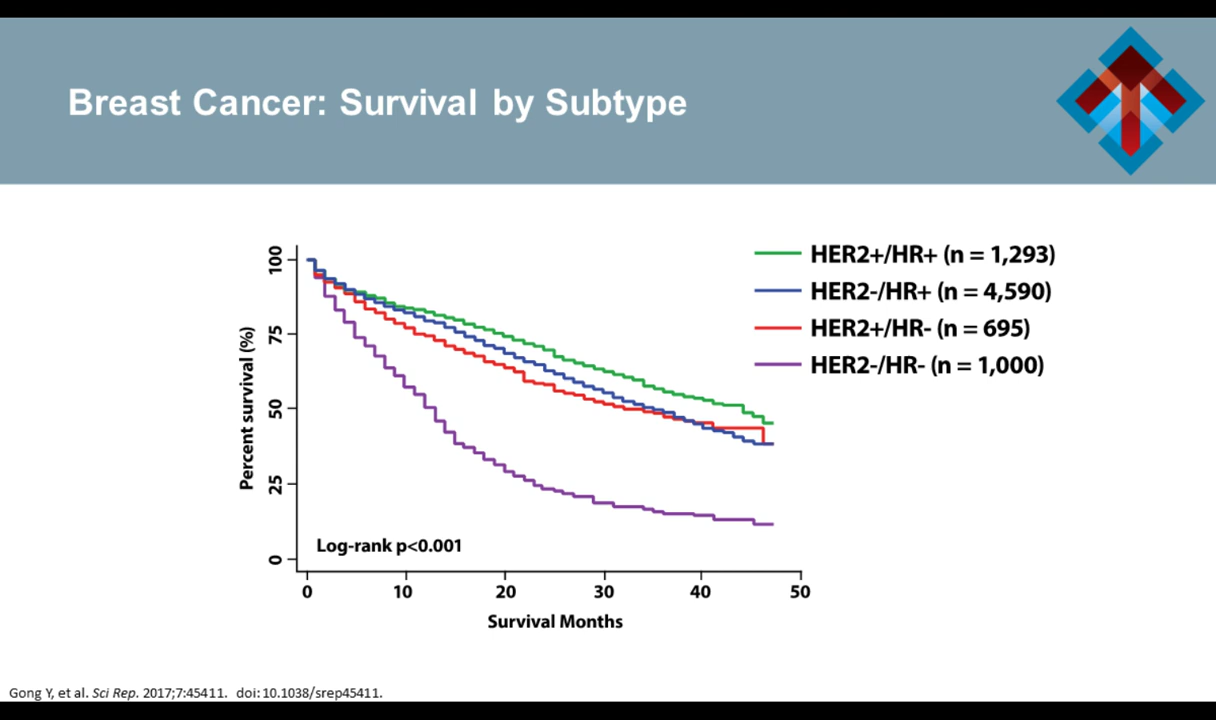 Breast Cancer: Survival by Subtype
HER2+/HR+ (n = 1,293)
HER2-/HR+ (n = 4,590)
HER2+/HR- (n = 695)
HER2-/HR- (n = 1,000)
Percent survival (%)
100
75
50
25
0
Log-rank p<0.001
0 10 20 30 40 50
Survival Months
Gong Y, et al. Sci Rep. 2017;7:45411. doi:10.1038/srep45411.